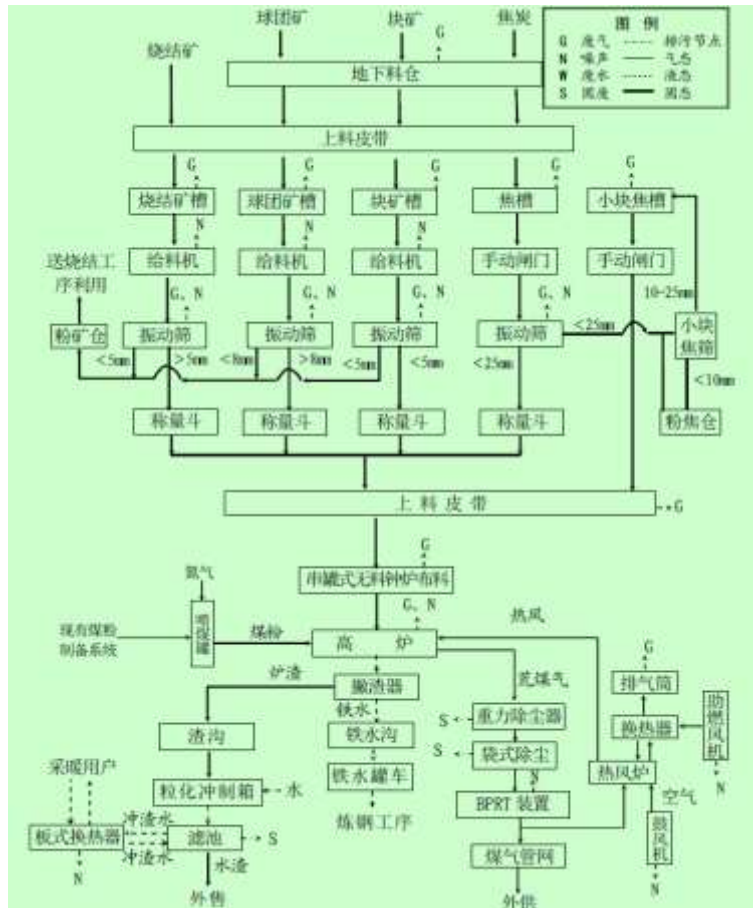 球团矿 块矿 焦炭
图 例
G 废气 排污节点
N 噪声 气态
W 废水 液态
S 固废 固态
烧结矿 G
地下料仓
上料皮带
G G G G G
烧结矿槽 球团矿槽 块矿槽 焦槽 小块焦槽
N N N
送烧结工序利用
给料机 给料机 给料机 手动闸门 手动闸门
G、N G、N G、N G、N 10-25mm
粉矿仓 振动筛 振动筛 振动筛 振动筛 <25mm 小块焦筛
<5mm >5mm <8mm >8mm <5mm <5mm <25mm <10mm
称量斗 称量斗 称量斗 称量斗 粉焦仓
上料皮带 G
G
氮气 串罐式无料钟炉布料
G、N 热风
现有煤粉制备系统 喷煤罐 煤粉 高炉
G
炉渣 撇渣器 荒煤气 排气筒
铁水 S 重力除尘器 换热器 助燃风机
渣沟 铁水沟 S 袋式除尘
采暖用户 N 热风炉 N
粒化冲制箱 水 铁水罐车 BPRT装置 空气
冲渣水
板式换热器 滤池 S 炼钢工序 煤气管网 鼓风机
冲渣水
N 水渣 N
外售 外供